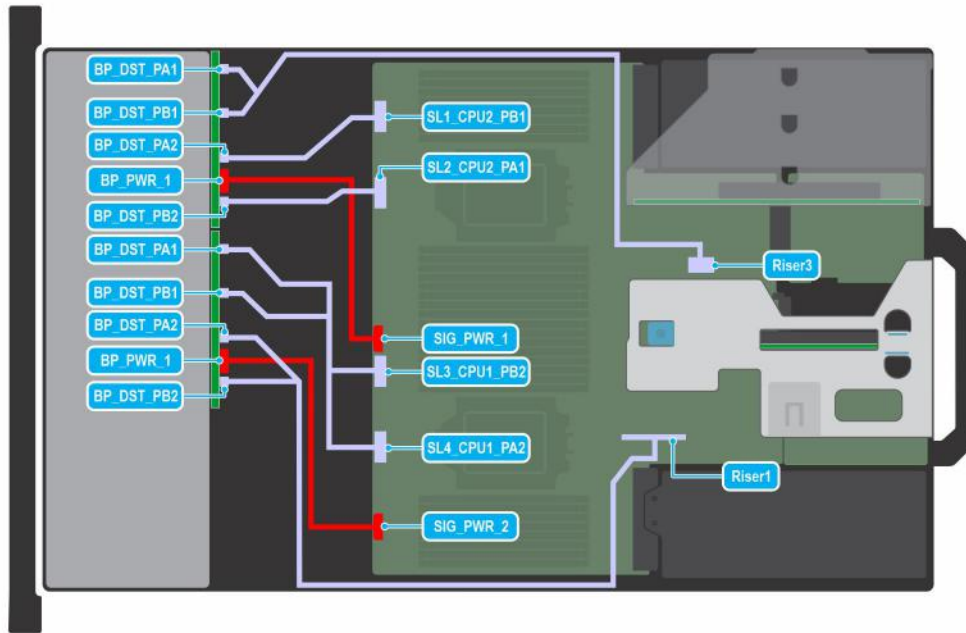 BP_DST_PA1
BP_DST_PB1
BP_DST_PA2
BP_PWR_1
BP_DST_PB2
BP_DST_PA1
BP_DST_PB1
BP_DST_PA2
BP_PWR_1
BP_DST_PB2
SL1_CPU2_PB1
SL2_CPU2_PA1
SIG_PWR_1
SL3_CPU1_PB2
SL4_CPU1_PA2
SIG_PWR_2
Riser3
Riser1